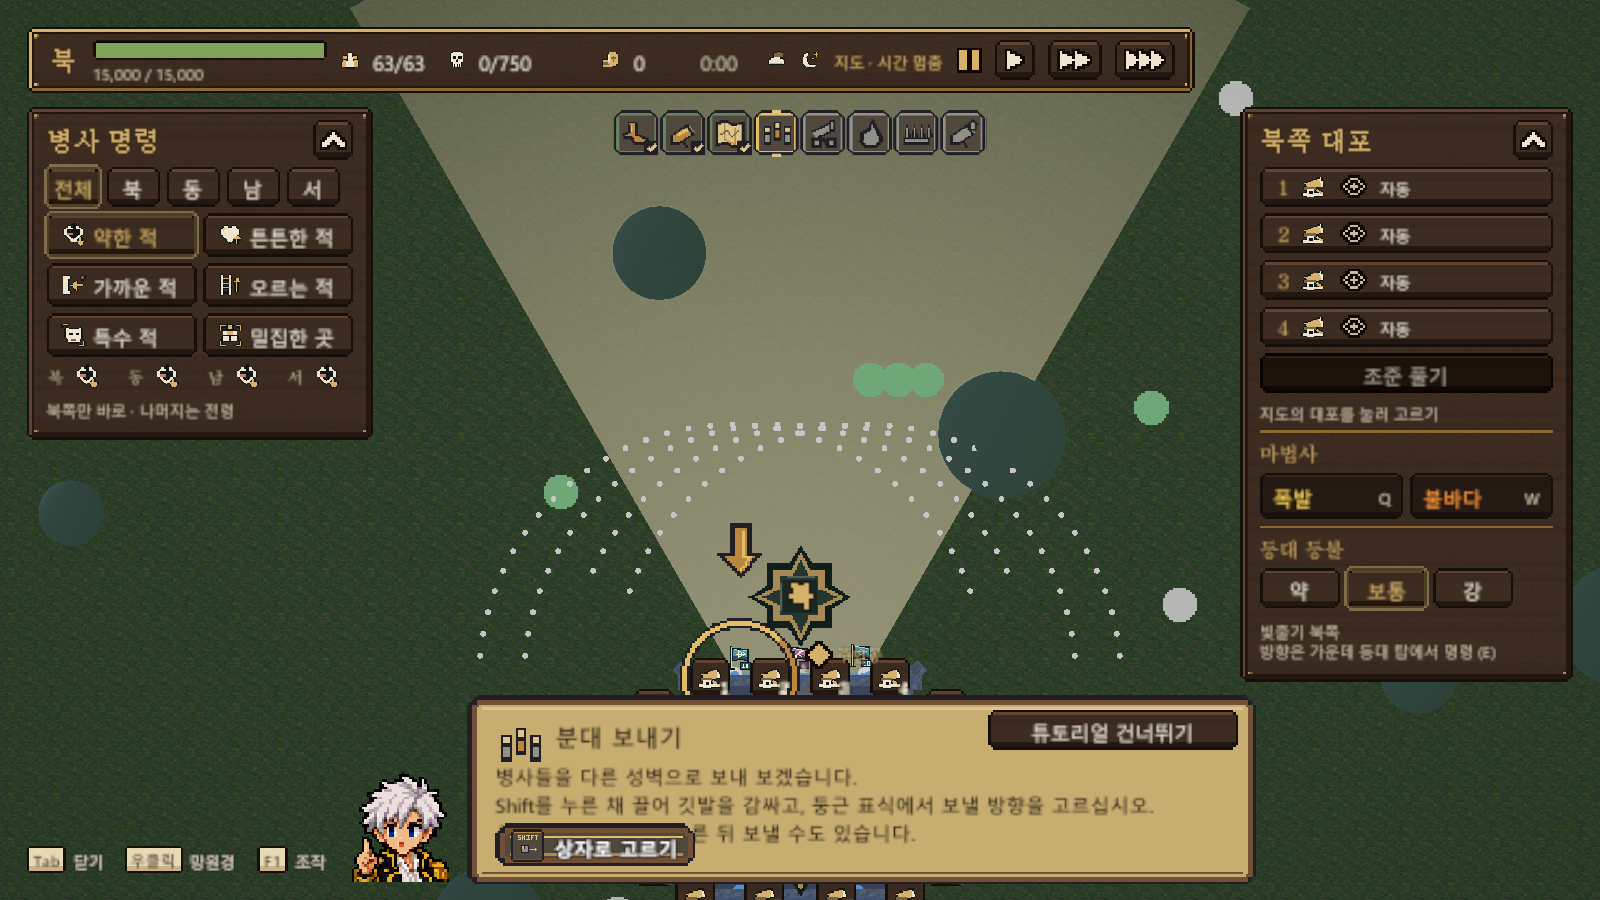 북
15,000 / 15,000
63/63
0/750
0
0:00
지도 · 시간 멈춤
병사 명령
전체
북
동
남
서
약한 적
튼튼한 적
가까운 적
오르는 적
특수 적
밀집한 곳
북
동
남
서
북쪽만 바로 · 나머지는 전령
북쪽 대포
1 자동
2 자동
3 자동
4 자동
조준 풀기
지도의 대포를 눌러 고르기
마법사
폭발 Q
불바다 W
등대 등불
약
보통
강
빛줄기 북쪽
방향은 가운데 등대 탑에서 명령 (E)
분대 보내기
튜토리얼 건너뛰기
병사들을 다른 성벽으로 보내 보겠습니다.
Shift를 누른 채 끌어 깃발을 감싸고, 둥근 표식에서 보낼 방향을 고르십시오.
뒤 보낼 수도 있습니다.
SHIFT
상자로 고르기
Tab 닫기
우클릭 망원경
F1 조작